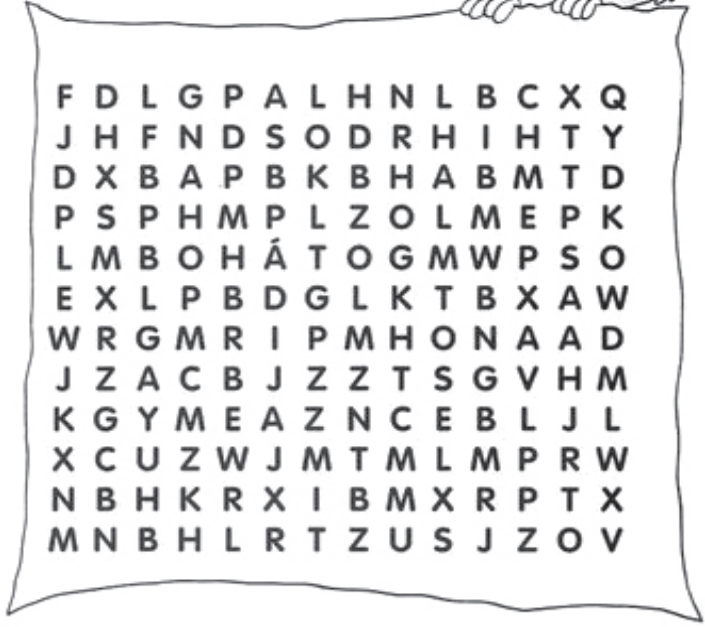 F D L G P A L H N L B C X Q
J H F N D S O D R H I H T Y
D X B A P B K B H A B M T D
P S P H M P L Z O L M E P K
L M B O H Á T O G M W P S O
E X L P B D G L K T B X A W
W R G M R I P M H O N A A D
J Z A C B J Z Z T S G V H M
K G Y M E A Z N C E B L J L
X C U Z W J M T M L M P R W
N B H K R X I B M X R P T X
M N B H L R T Z U S J Z O V